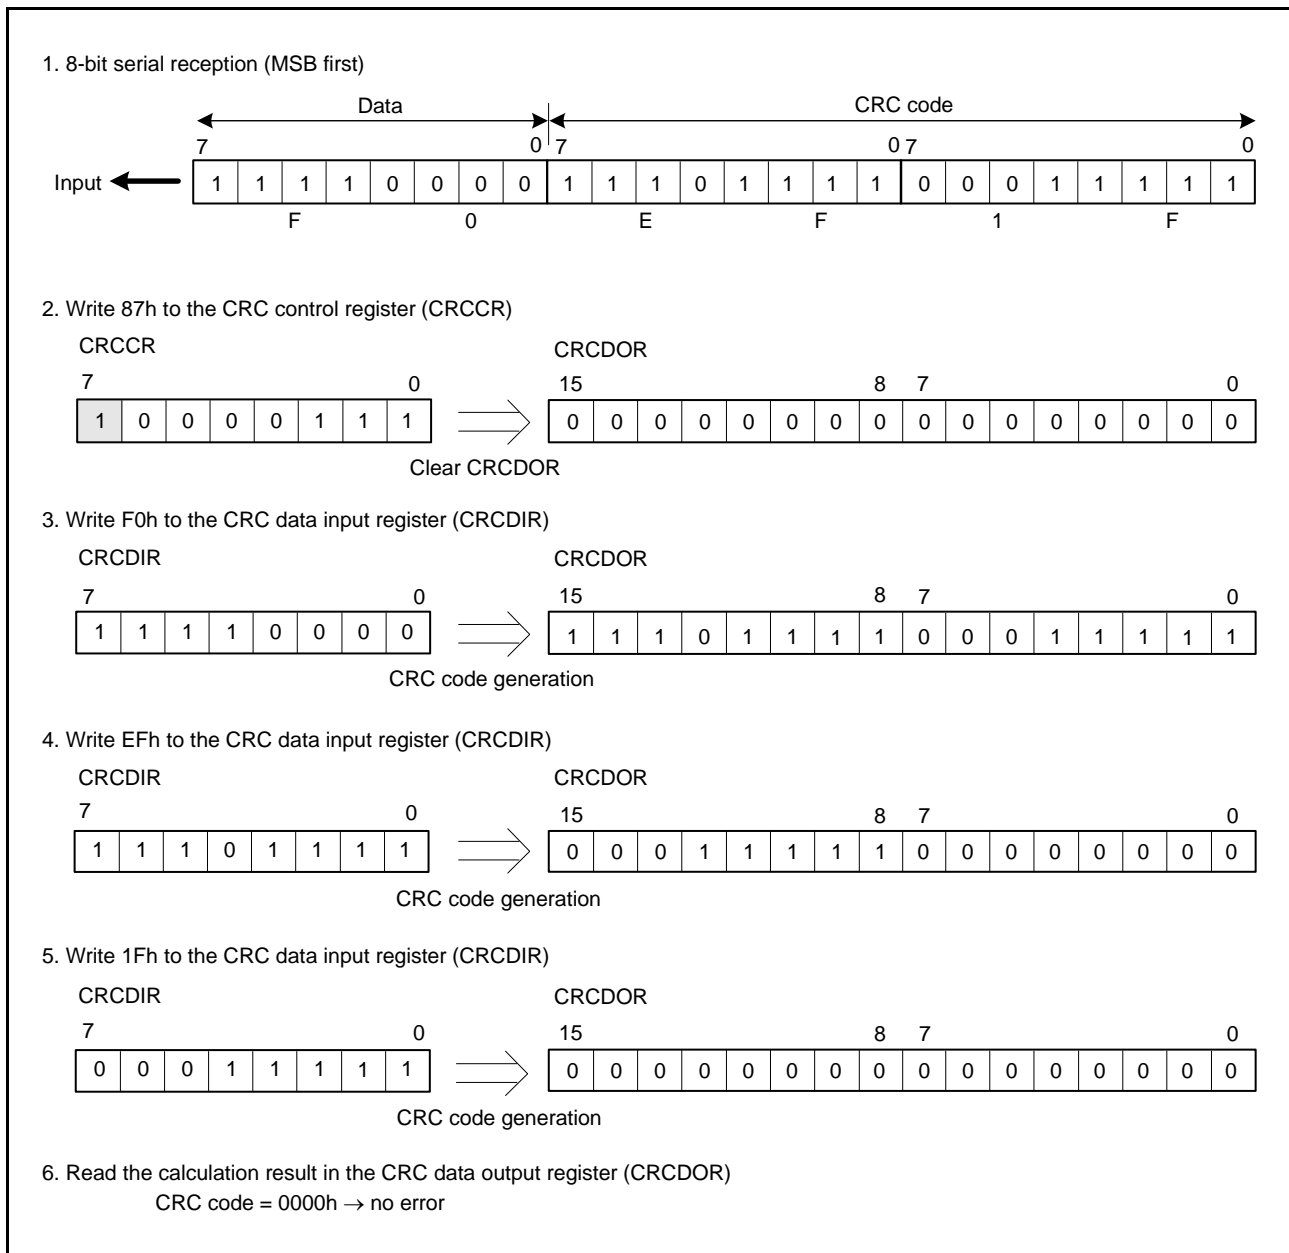 1. 8-bit serial reception (MSB first)
Data CRC code
7 0 7 0 7 0
Input 1 1 1 1 0 0 0 0 1 1 1 0 1 1 1 1 0 0 0 1 1 1 1 1
F 0 E F 1 F
2. Write 87h to the CRC control register (CRCCR)
CRCCR CRCDOR
7 0 15 8 7 0
1 0 0 0 0 1 1 1 0 0 0 0 0 0 0 0 0 0 0 0 0 0 0 0
Clear CRCDOR
3. Write F0h to the CRC data input register (CRCDIR)
CRCDIR CRCDOR
7 0 15 8 7 0
1 1 1 1 0 0 0 0 1 1 1 0 1 1 1 1 0 0 0 1 1 1 1 1
CRC code generation
4. Write EFh to the CRC data input register (CRCDIR)
CRCDIR CRCDOR
7 0 15 8 7 0
1 1 1 0 1 1 1 1 0 0 0 1 1 1 1 1 0 0 0 0 0 0 0 0
CRC code generation
5. Write 1Fh to the CRC data input register (CRCDIR)
CRCDIR CRCDOR
7 0 15 8 7 0
0 0 0 1 1 1 1 1 0 0 0 0 0 0 0 0 0 0 0 0 0 0 0 0
CRC code generation
6. Read the calculation result in the CRC data output register (CRCDOR)
CRC code = 0000h → no error